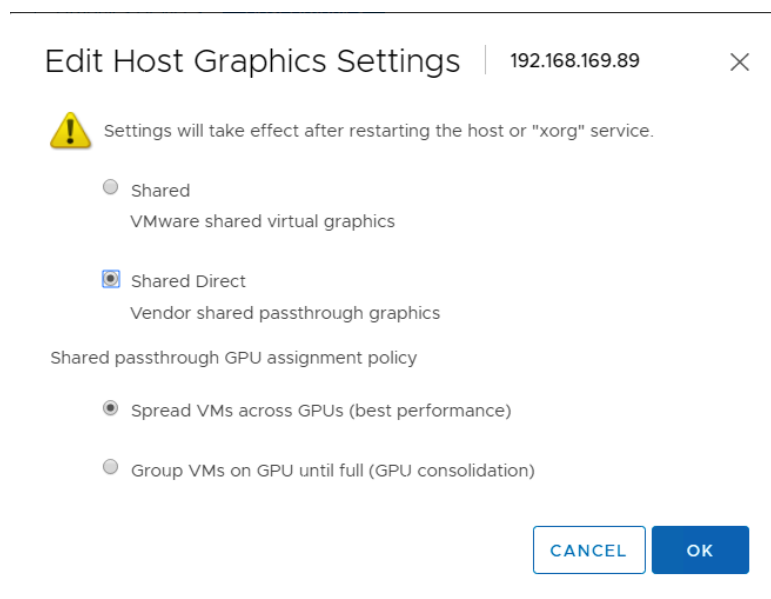 Edit Host Graphics Settings 192.168.169.89
Settings will take effect after restarting the host or "xorg" service.
Shared
VMware shared virtual graphics
Shared Direct
Vendor shared passthrough graphics
Shared passthrough GPU assignment policy
Spread VMs across GPUs (best performance)
Group VMs on GPU until full (GPU consolidation)
CANCEL OK